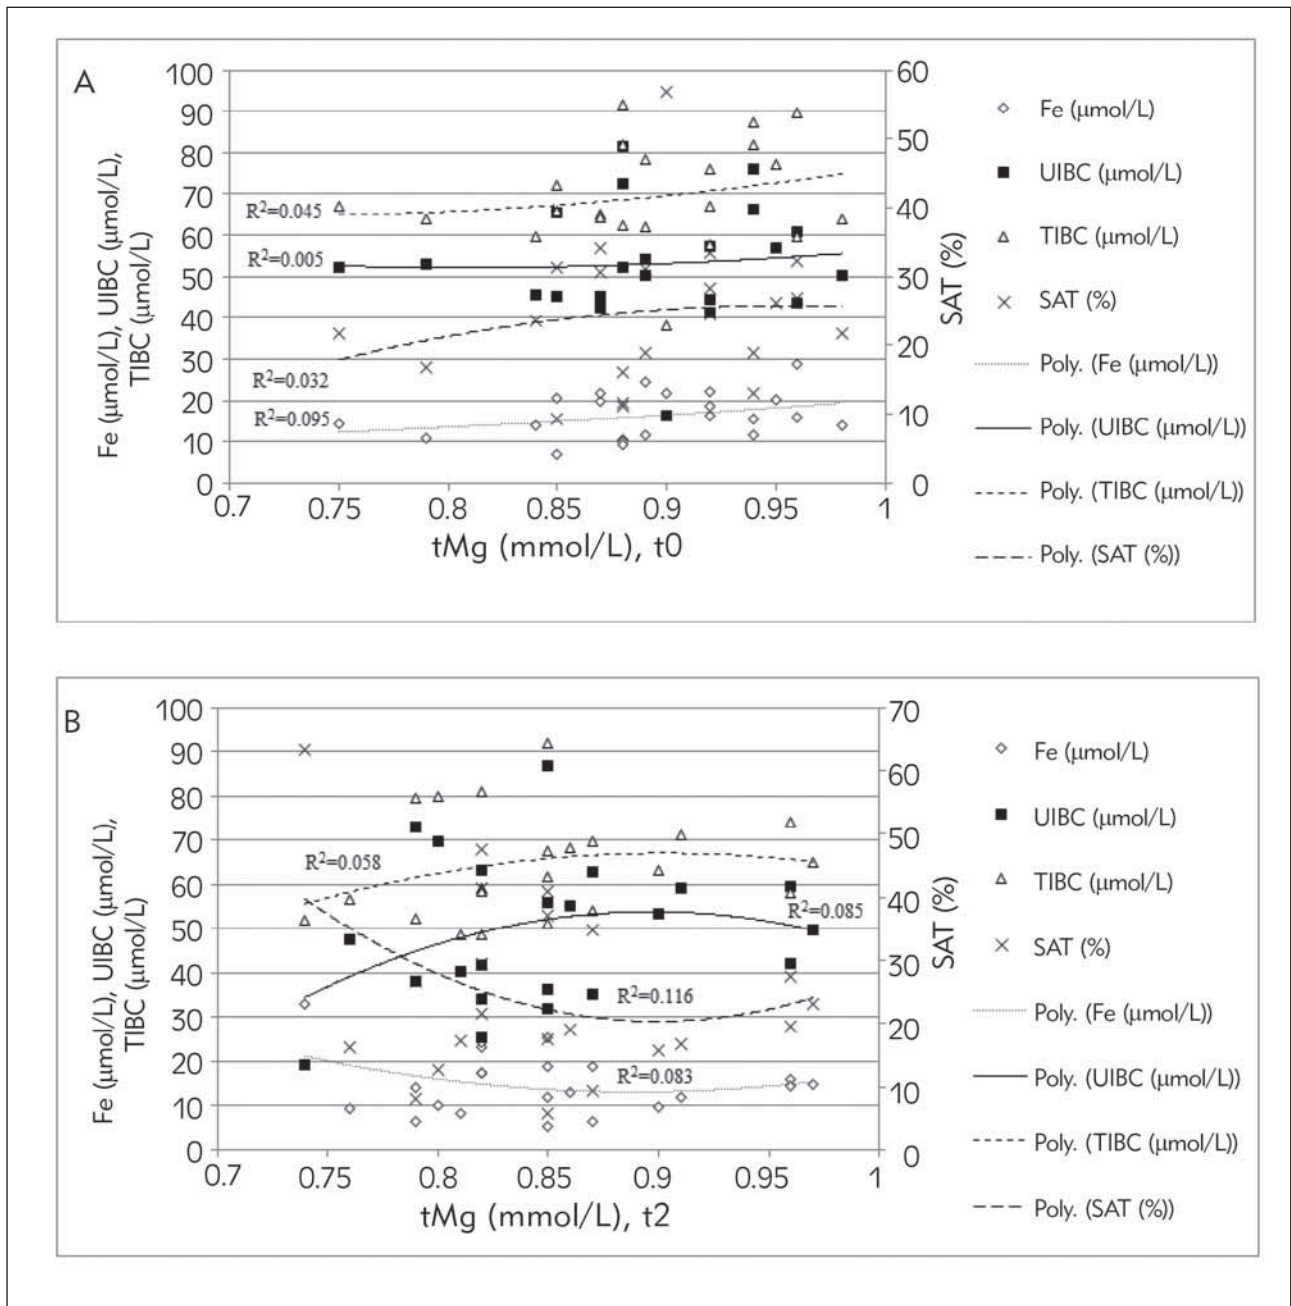 A
100
90
80
70
60
50
40
30
20
10
0
Fe (μmol/L), UIBC (μmol/L),
TIBC (μmol/L)
60
50
40
30
20
10
0
SAT (%)
R²=0.045
R²=0.005
R²=0.032
R²=0.095
0.7 0.75 0.8 0.85 0.9 0.95 1
tMg (mmol/L), t0
Fe (μmol/L)
UIBC (μmol/L)
TIBC (μmol/L)
SAT (%)
Poly. (Fe (μmol/L))
Poly. (UIBC (μmol/L))
Poly. (TIBC (μmol/L))
Poly. (SAT (%))
B
100
90
80
70
60
50
40
30
20
10
0
Fe (μmol/L), UIBC (μmol/L),
TIBC (μmol/L)
70
60
50
40
30
20
10
0
SAT (%)
R²=0.058
R²=0.085
R²=0.116
R²=0.083
0.7 0.75 0.8 0.85 0.9 0.95 1
tMg (mmol/L), t2
Fe (μmol/L)
UIBC (μmol/L)
TIBC (μmol/L)
SAT (%)
Poly. (Fe (μmol/L))
Poly. (UIBC (μmol/L))
Poly. (TIBC (μmol/L))
Poly. (SAT (%))